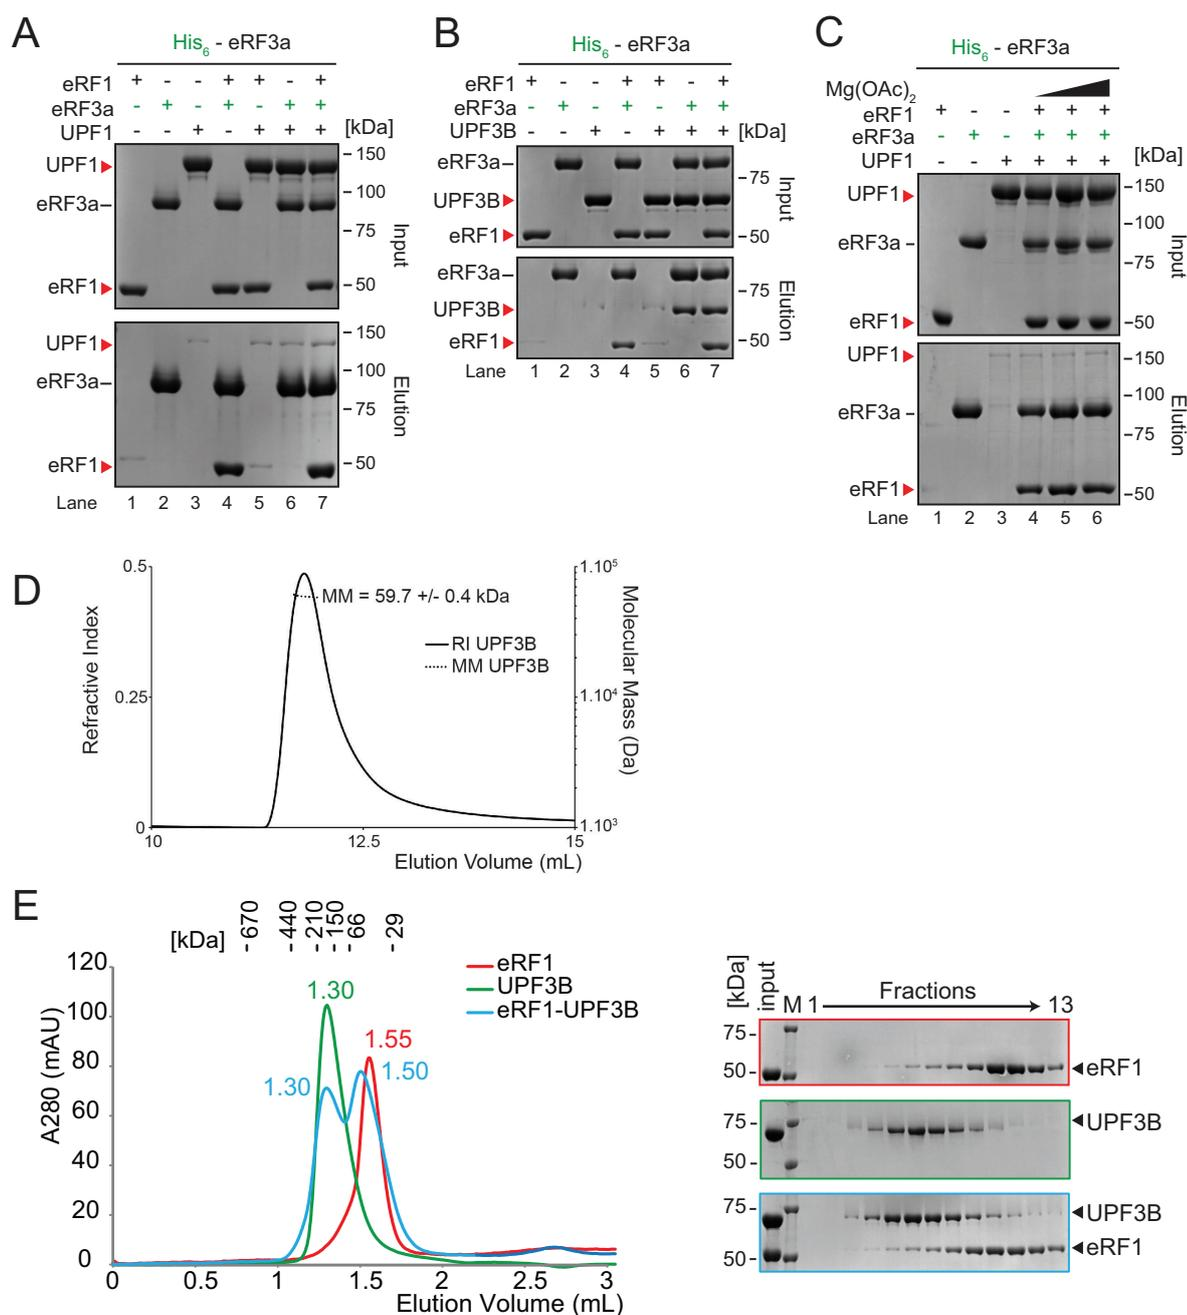 A
His6 - eRF3a
eRF1 + - - + + - +
eRF3a - + - + - + +
UPF1 - - + - + + + [kDa]
UPF1
eRF3a
eRF1
150
100
75
50
Input
UPF1
eRF3a
eRF1
150
100
75
50
Elution
Lane 1 2 3 4 5 6 7
B
His6 - eRF3a
eRF1 + - - + + - +
eRF3a - + - + - + +
UPF3B - - + - + + + [kDa]
eRF3a
UPF3B
eRF1
75
50
Input
eRF3a
UPF3B
eRF1
75
50
Elution
Lane 1 2 3 4 5 6 7
C
His6 - eRF3a
Mg(OAc)2
eRF1 + - - + + +
eRF3a - + - + + +
UPF1 - - + + + + [kDa]
UPF1
eRF3a
eRF1
150
100
75
50
Input
UPF1
eRF3a
eRF1
150
100
75
50
Elution
Lane 1 2 3 4 5 6
D
0.5
0.25
0
Refractive Index
MM = 59.7 +/- 0.4 kDa
RI UPF3B
MM UPF3B
1.10⁵
1.10⁴
1.10³
Molecular Mass (Da)
10 12.5 15
Elution Volume (mL)
E
[kDa] - 670 - 440 - 210 - 150 - 66 - 29
120
100
80
60
40
20
0
A280 (mAU)
eRF1
UPF3B
eRF1-UPF3B
1.30
1.55
1.30
1.50
0 0.5 1 1.5 2 2.5 3
Elution Volume (mL)
[kDa] input M 1 Fractions 13
75
50
eRF1
75
50
UPF3B
75
50
UPF3B
eRF1